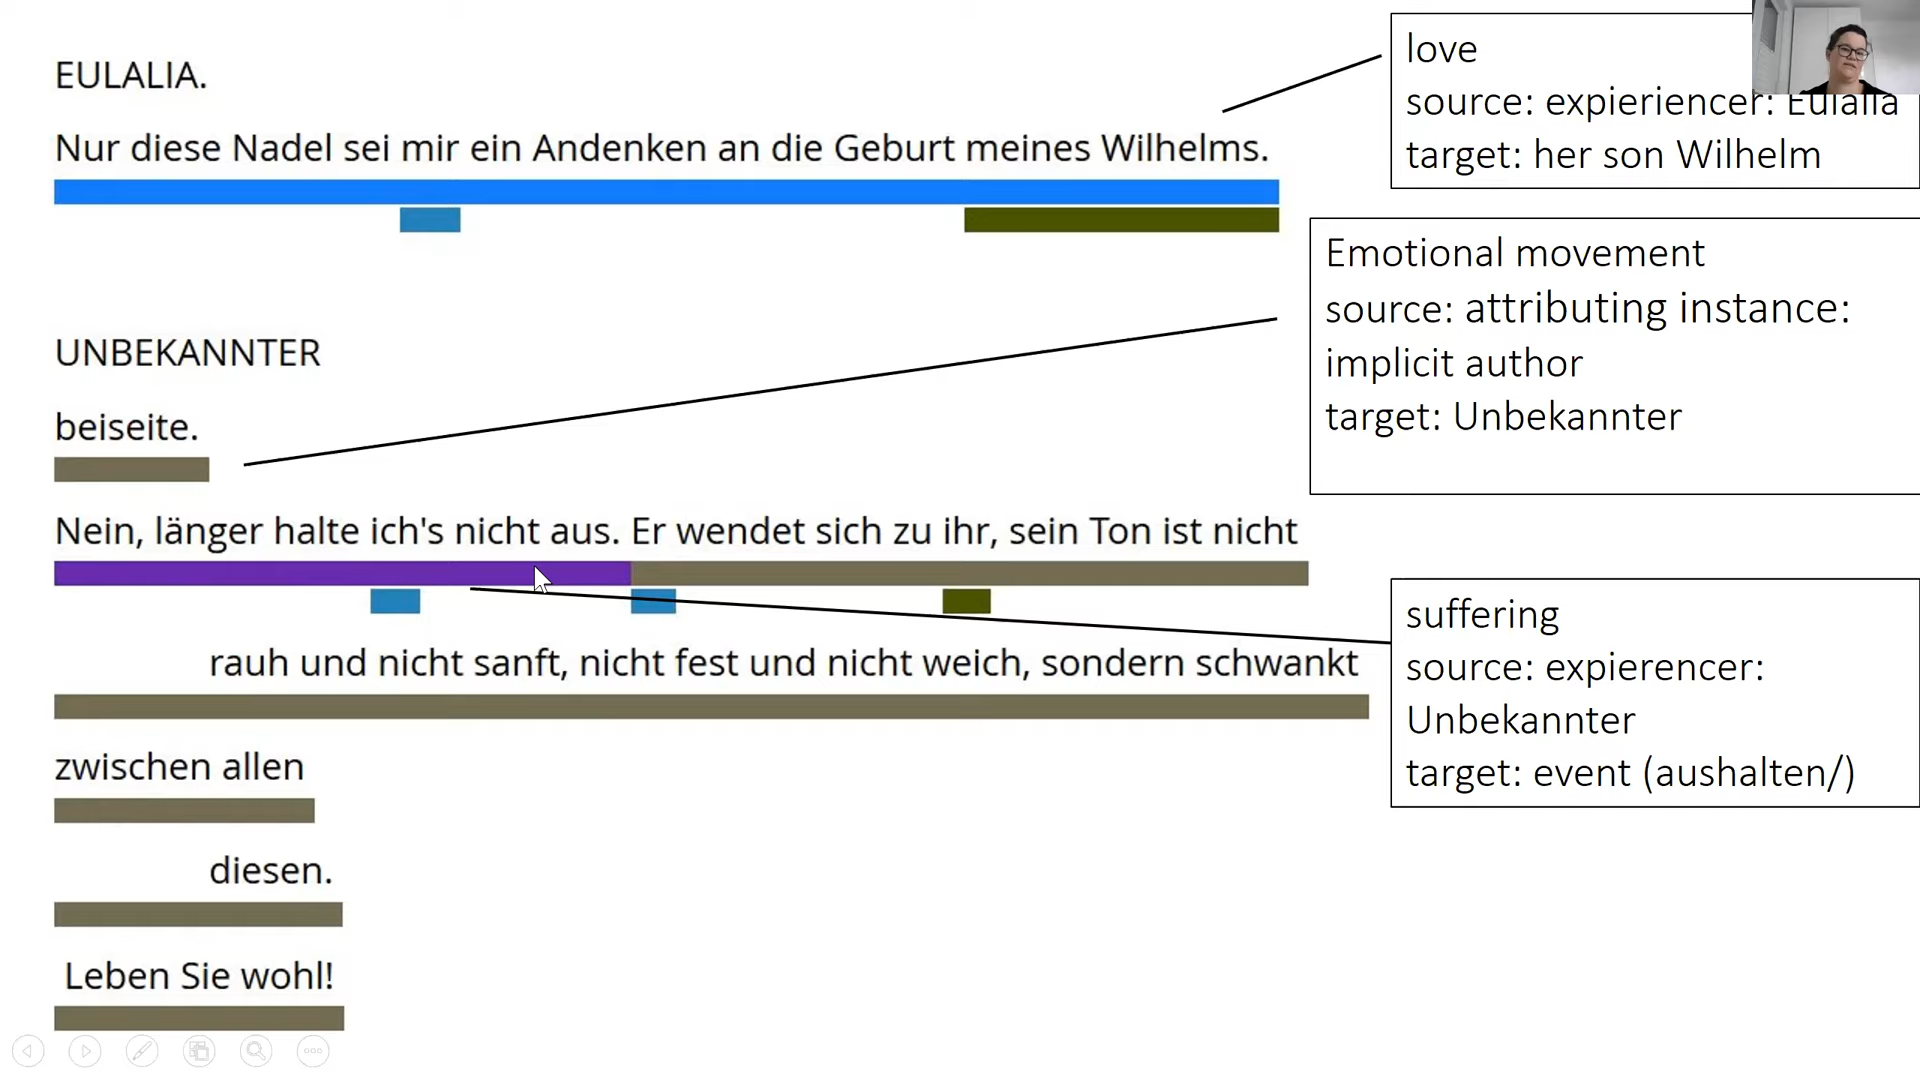 EULALIA.
Nur diese Nadel sei mir ein Andenken an die Geburt meines Wilhelms.
UNBEKANNTER
beiseite.
Nein, länger halte ich's nicht aus. Er wendet sich zu ihr, sein Ton ist nicht
rauh und nicht sanft, nicht fest und nicht weich, sondern schwankt
zwischen allen
diesen.
Leben Sie wohl!
love
source: expieriencer: Eulalia
target: her son Wilhelm
Emotional movement
source: attributing instance:
implicit author
target: Unbekannter
suffering
source: expierencer:
Unbekannter
target: event (aushalten/)